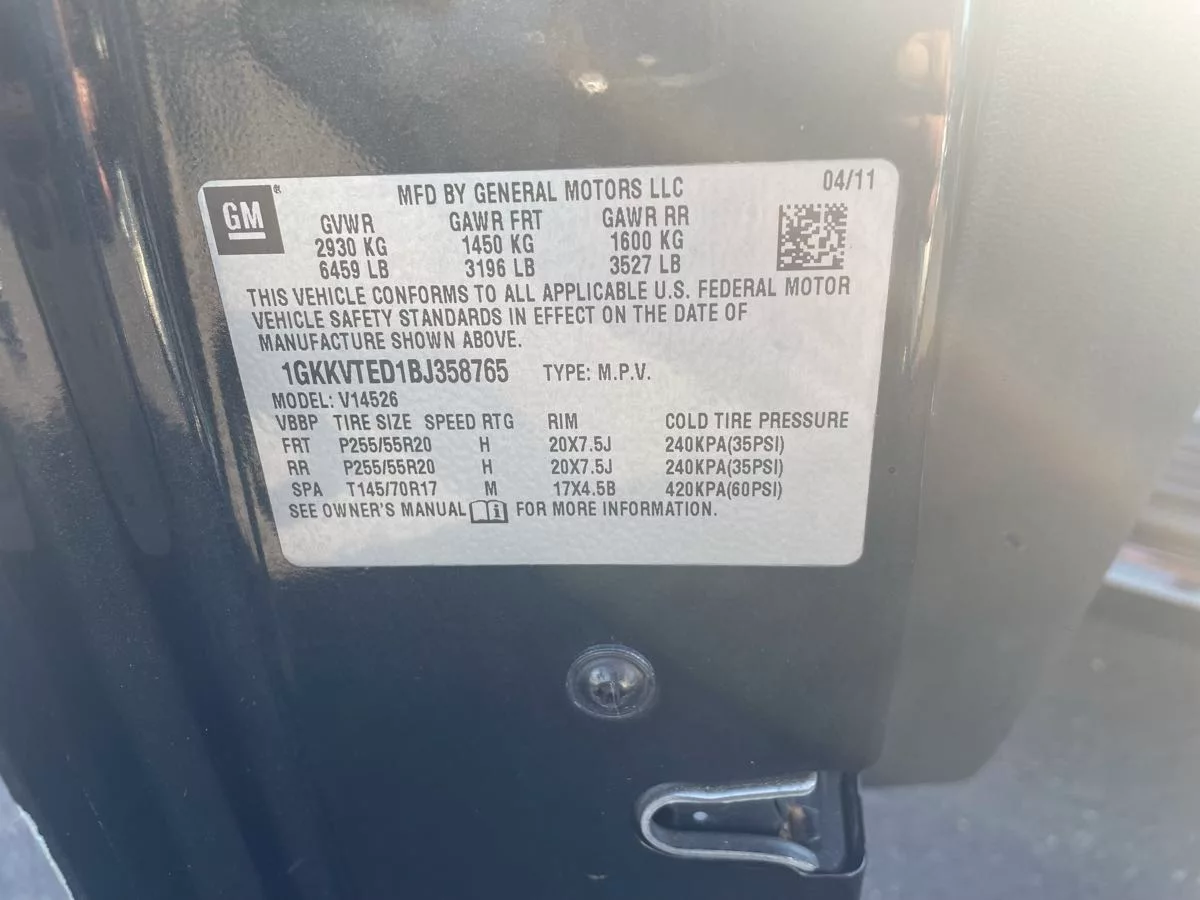 GM
MFD BY GENERAL MOTORS LLC 04/11
GVWR GAWR FRT GAWR RR
2930 KG 1450 KG 1600 KG
6459 LB 3196 LB 3527 LB
THIS VEHICLE CONFORMS TO ALL APPLICABLE U.S. FEDERAL MOTOR
VEHICLE SAFETY STANDARDS IN EFFECT ON THE DATE OF
MANUFACTURE SHOWN ABOVE.
1GKKVTED1BJ358765 TYPE: M.P.V.
MODEL: V14526
VBBP TIRE SIZE SPEED RTG RIM COLD TIRE PRESSURE
FRT P255/55R20 H 20X7.5J 240KPA(35PSI)
RR P255/55R20 H 20X7.5J 240KPA(35PSI)
SPA T145/70R17 M 17X4.5B 420KPA(60PSI)
SEE OWNER'S MANUAL i FOR MORE INFORMATION.